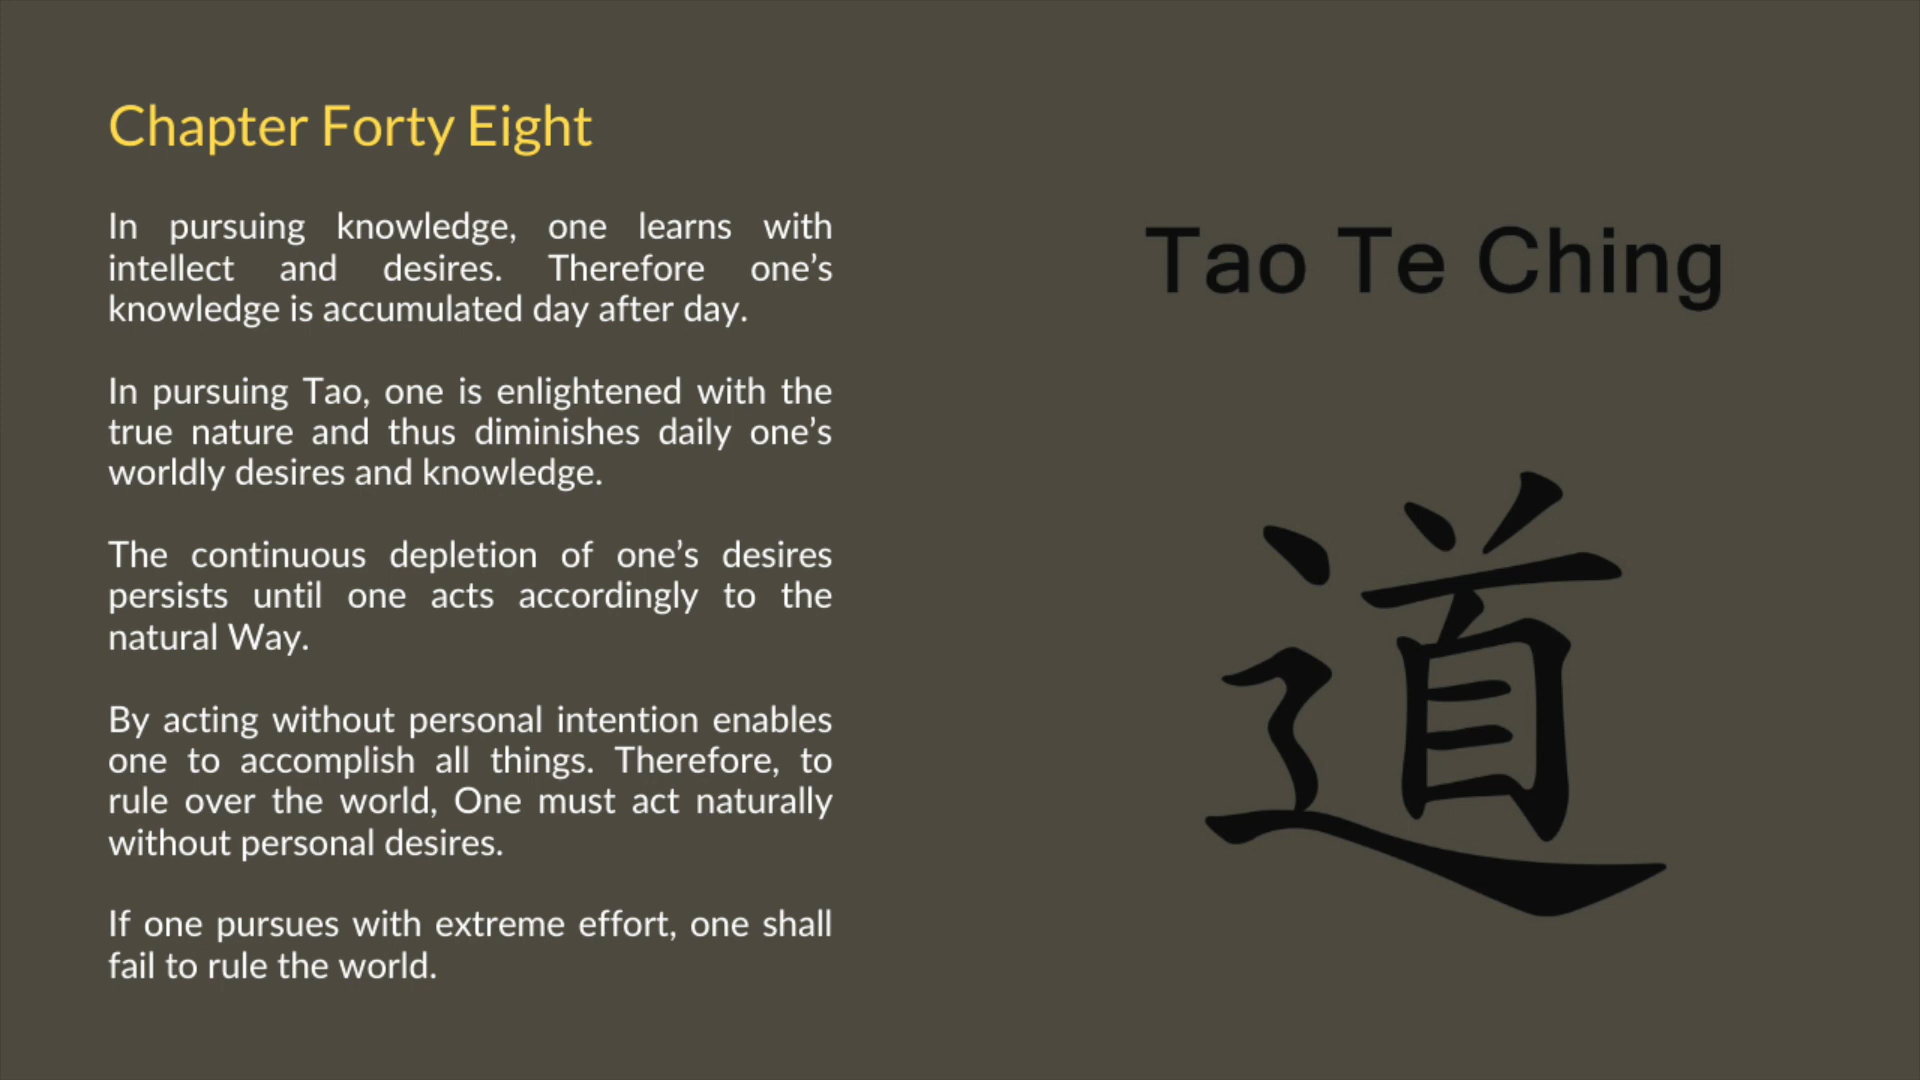 Chapter Forty Eight
In pursuing knowledge, one learns with
intellect and desires. Therefore one’s
knowledge is accumulated day after day.
In pursuing Tao, one is enlightened with the
true nature and thus diminishes daily one’s
worldly desires and knowledge.
The continuous depletion of one’s desires
persists until one acts accordingly to the
natural Way.
By acting without personal intention enables
one to accomplish all things. Therefore, to
rule over the world, One must act naturally
without personal desires.
If one pursues with extreme effort, one shall
fail to rule the world.
Tao Te Ching
道